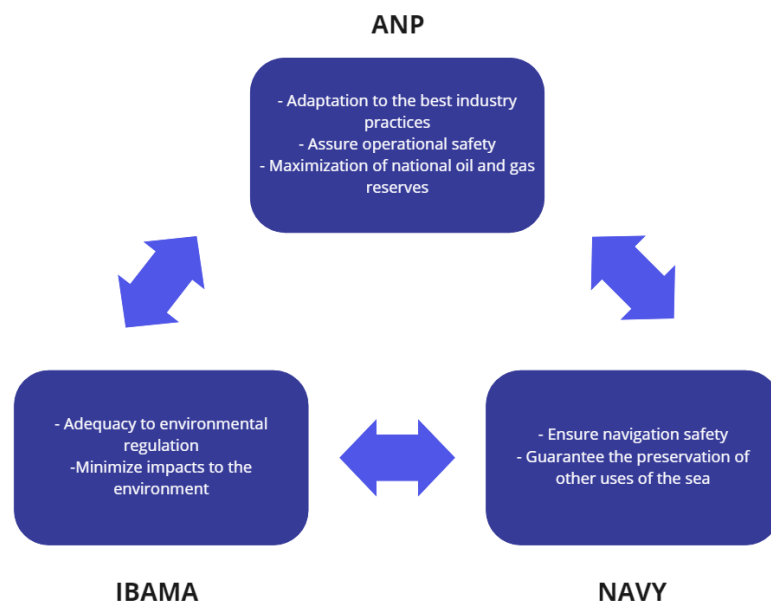 ANP
- Adaptation to the best industry
practices
- Assure operational safety
- Maximization of national oil and gas
reserves
- Adequacy to environmental
regulation
-Minimize impacts to the
environment
- Ensure navigation safety
- Guarantee the preservation of
other uses of the sea
IBAMA
NAVY